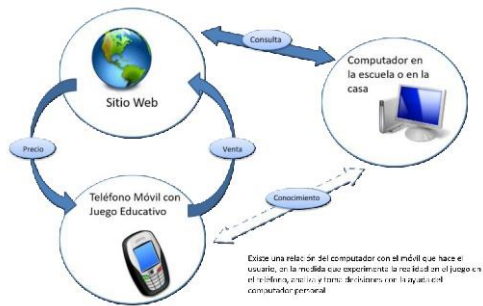 Consulta
Computador en
la escuela o en la
casa
Sitio Web
Precio
Venta
Teléfono Móvil con
Juego Educativo
Conocimiento
Existe una relación del computador con el móvil que hace el
usuario, en la medida que experimenta la realidad en el juego en
el teléfono, analiza y toma decisiones con la ayuda del
computador personal